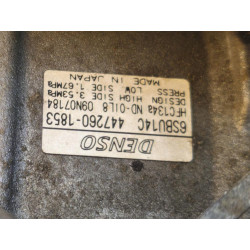 DENSO
6SBU14C 447260-1853
HFC134a ND-OIL8 09N07184
DESIGN HIGH SIDE 3.53MPa
PRESS LOW SIDE 1.67MPa
MADE IN JAPAN